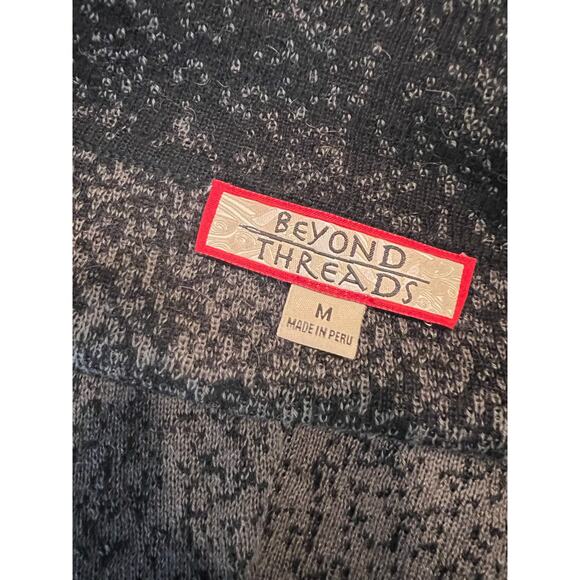 BEYOND
THREADS
M
MADE IN PERU